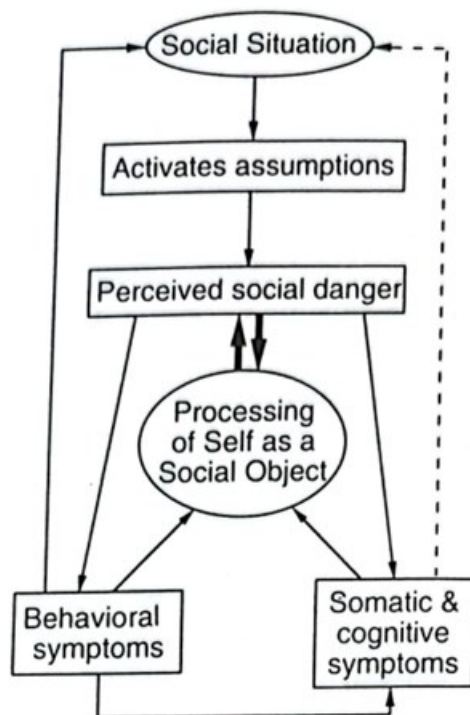 Social Situation
Activates assumptions
Perceived social danger
Processing
of Self as a
Social Object
Behavioral
symptoms
Somatic &
cognitive
symptoms